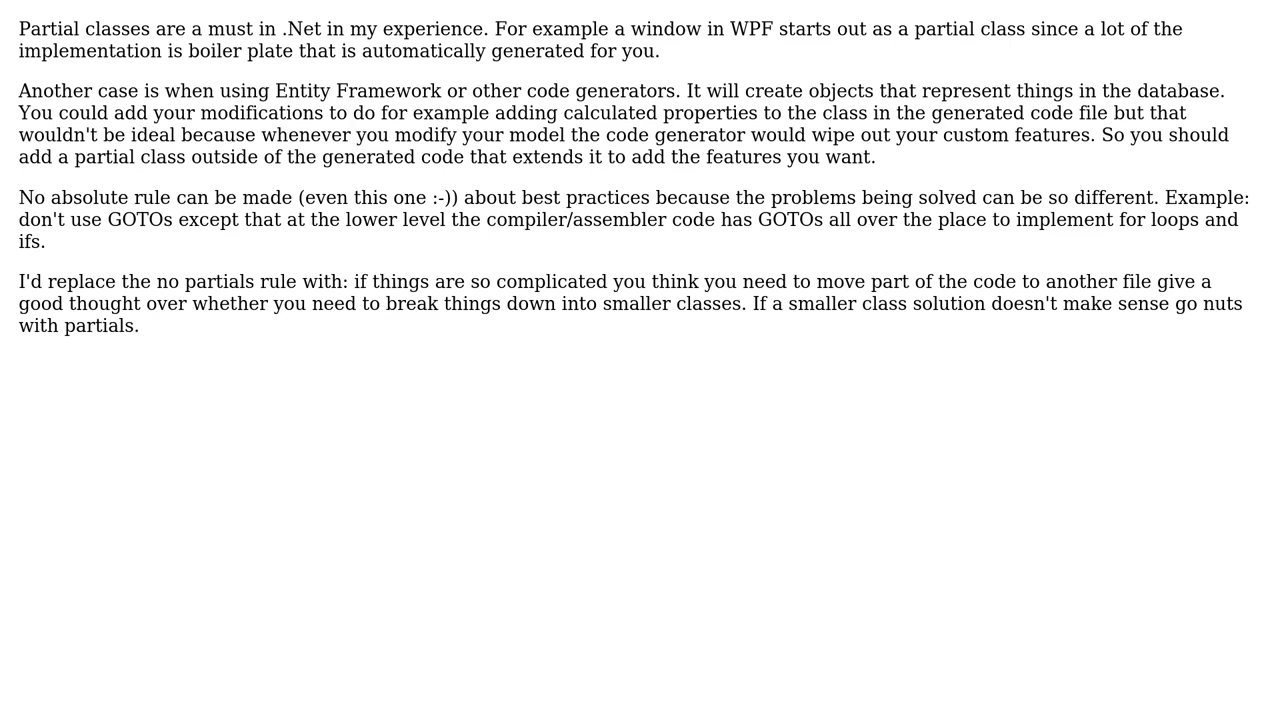 Partial classes are a must in .Net in my experience. For example a window in WPF starts out as a partial class since a lot of the
implementation is boiler plate that is automatically generated for you.
Another case is when using Entity Framework or other code generators. It will create objects that represent things in the database.
You could add your modifications to do for example adding calculated properties to the class in the generated code file but that
wouldn't be ideal because whenever you modify your model the code generator would wipe out your custom features. So you should
add a partial class outside of the generated code that extends it to add the features you want.
No absolute rule can be made (even this one :-)) about best practices because the problems being solved can be so different. Example:
don't use GOTOs except that at the lower level the compiler/assembler code has GOTOs all over the place to implement for loops and
ifs.
I'd replace the no partials rule with: if things are so complicated you think you need to move part of the code to another file give a
good thought over whether you need to break things down into smaller classes. If a smaller class solution doesn't make sense go nuts
with partials.